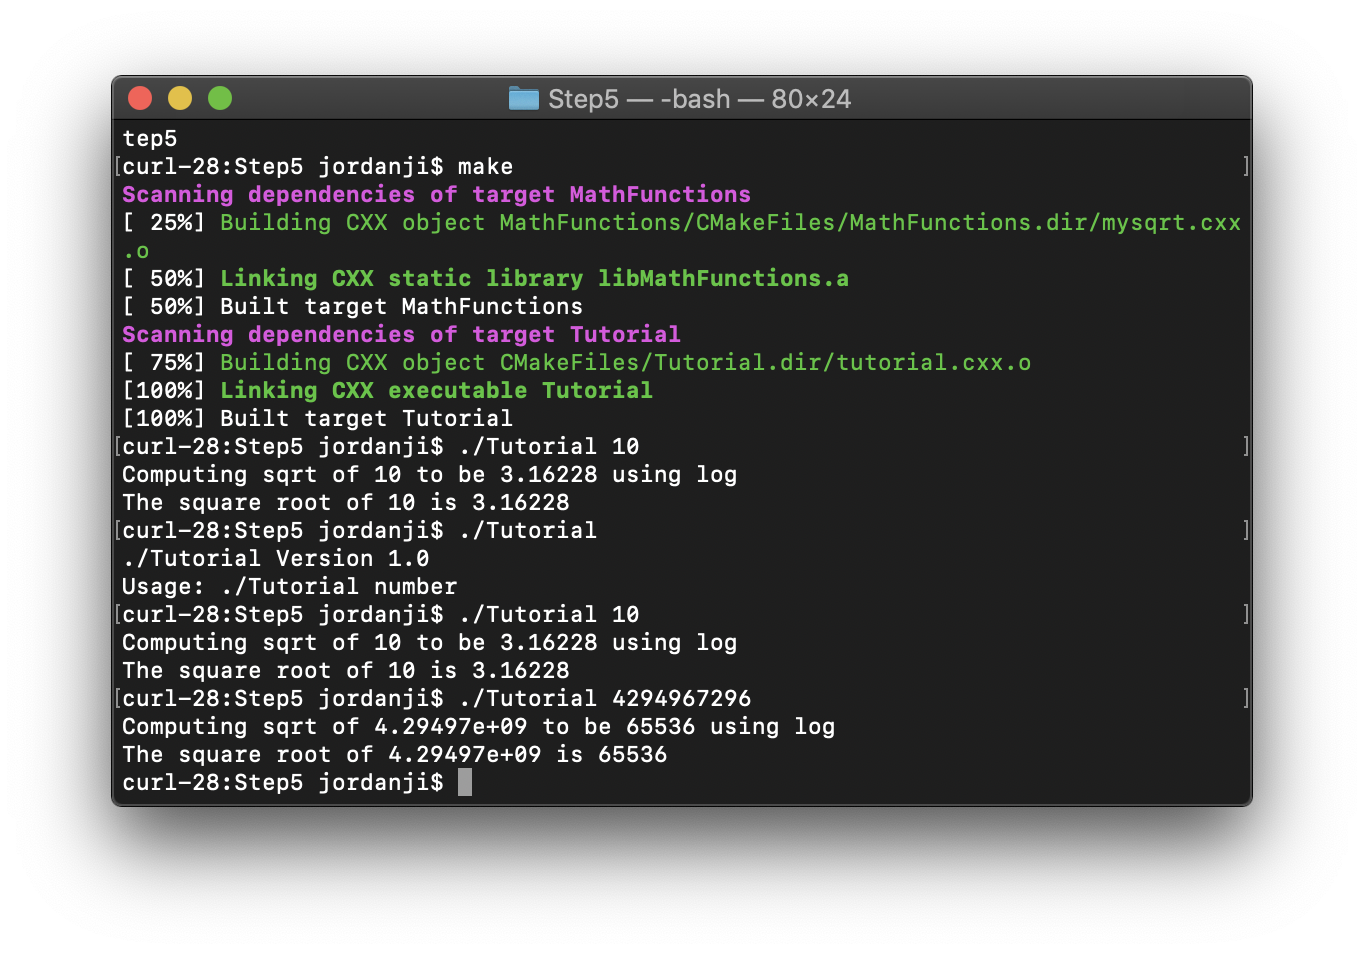 Step5 — -bash — 80×24
tep5
[curl-28:Step5 jordanji$ make ]
Scanning dependencies of target MathFunctions
[ 25%] Building CXX object MathFunctions/CMakeFiles/MathFunctions.dir/mysqrt.cxx
.o
[ 50%] Linking CXX static library libMathFunctions.a
[ 50%] Built target MathFunctions
Scanning dependencies of target Tutorial
[ 75%] Building CXX object CMakeFiles/Tutorial.dir/tutorial.cxx.o
[100%] Linking CXX executable Tutorial
[100%] Built target Tutorial
[curl-28:Step5 jordanji$ ./Tutorial 10 ]
Computing sqrt of 10 to be 3.16228 using log
The square root of 10 is 3.16228
[curl-28:Step5 jordanji$ ./Tutorial ]
./Tutorial Version 1.0
Usage: ./Tutorial number
[curl-28:Step5 jordanji$ ./Tutorial 10 ]
Computing sqrt of 10 to be 3.16228 using log
The square root of 10 is 3.16228
[curl-28:Step5 jordanji$ ./Tutorial 4294967296 ]
Computing sqrt of 4.29497e+09 to be 65536 using log
The square root of 4.29497e+09 is 65536
curl-28:Step5 jordanji$